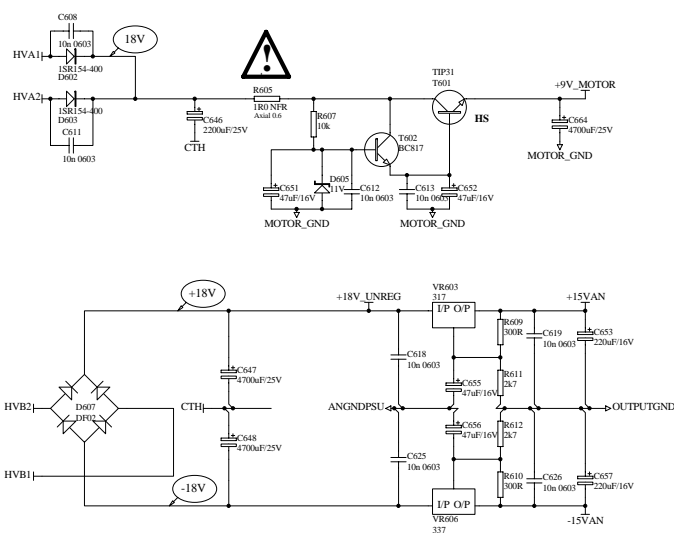 C608
10n 0603
18V
HVA1
1SR154-400
D602
HVA2
1SR154-400
D603
C611
10n 0603
C646
2200uF/25V
CTH
R605
1R0 NFR
Axial 0.6
R607
10k
T602
BC817
TIP31
T601
HS
+9V_MOTOR
C664
4700uF/25V
MOTOR_GND
C651
47uF/16V
D605
11V
C612
10n 0603
C613
10n 0603
C652
47uF/16V
MOTOR_GND
MOTOR_GND
+18V
+18V_UNREG
VR603
317
I/P O/P
+15VAN
R609
300R
C619
10n 0603
C653
220uF/16V
C618
10n 0603
C647
4700uF/25V
R611
2k7
C655
47uF/16V
HVB2
D607
DF02
CTH
ANGNDPSU
OUTPUTGND
C648
4700uF/25V
C656
47uF/16V
R612
2k7
HVB1
C625
10n 0603
R610
300R
C626
10n 0603
C657
220uF/16V
-18V
I/P O/P
VR606
337
-15VAN